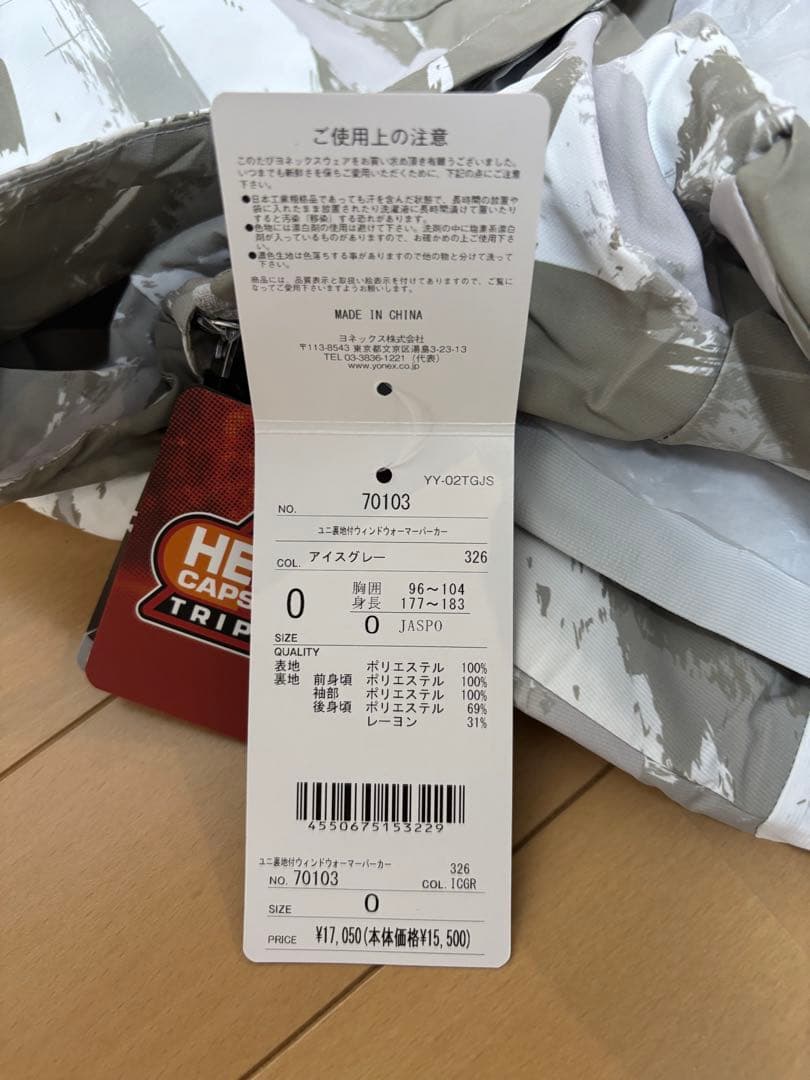 ご使用上の注意
このたびヨネックスウェアをお買い求め頂き有難うございました。
いつまでも新鮮さを保ちご愛用いただくために、下記の点にご注意
下さい。
●日本工業規格品であっても汗を含んだ状態で、長時間の放置や
袋に入れたまま放置されたり洗濯液に長時間漬けて置いたり
すると汚染（移染）する恐れがあります。
●色物には漂白剤の使用は避けて下さい。洗剤の中に塩素系漂白
剤が入っているものがありますので、お確かめの上ご使用下さ
い。
●濃色生地は色落ちする事がありますので他の物と分けて洗って
下さい。
商品には、品質表示と取扱い絵表示を付けてありますので、ご覧に
なってご愛用下さいますようお願いします。
MADE IN CHINA
ヨネックス株式会社
〒113-8543 東京都文京区湯島3-23-13
TEL 03-3836-1221（代表）
www.yonex.co.jp
YY-02TGJS
NO. 70103
ユニ裏地付ウィンドウォーマーパーカー
COL. アイスグレー 326
0 胸囲 96～104
身長 177～183
SIZE 0 JASPO
QUALITY
表地 ポリエステル 100%
裏地 前身頃 ポリエステル 100%
袖部 ポリエステル 100%
後身頃 ポリエステル 69%
レーヨン 31%
4550675153229
ユニ裏地付ウィンドウォーマーパーカー 326
NO. 70103 COL. ICGR
SIZE 0
PRICE ¥17,050(本体価格¥15,500)
HE
CAPS
TRIP